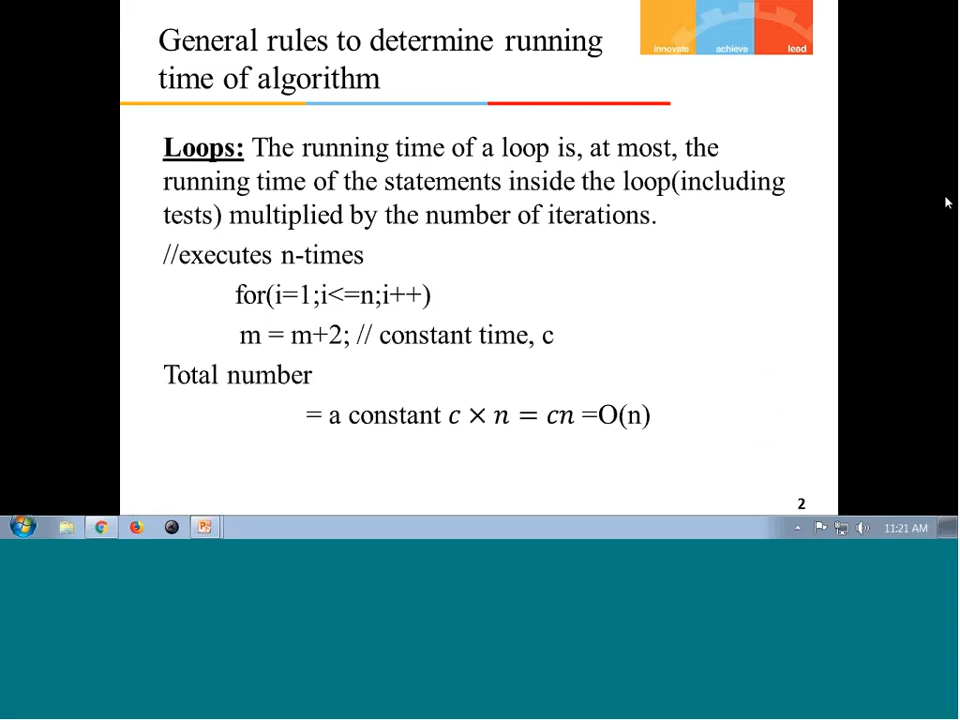 General rules to determine running
time of algorithm
innovate achieve lead
Loops: The running time of a loop is, at most, the
running time of the statements inside the loop(including
tests) multiplied by the number of iterations.
//executes n-times
for(i=1;i<=n;i++)
m = m+2; // constant time, c
Total number
= a constant 𝑐 × 𝑛 = 𝑐𝑛 =O(n)
2
11:21 AM